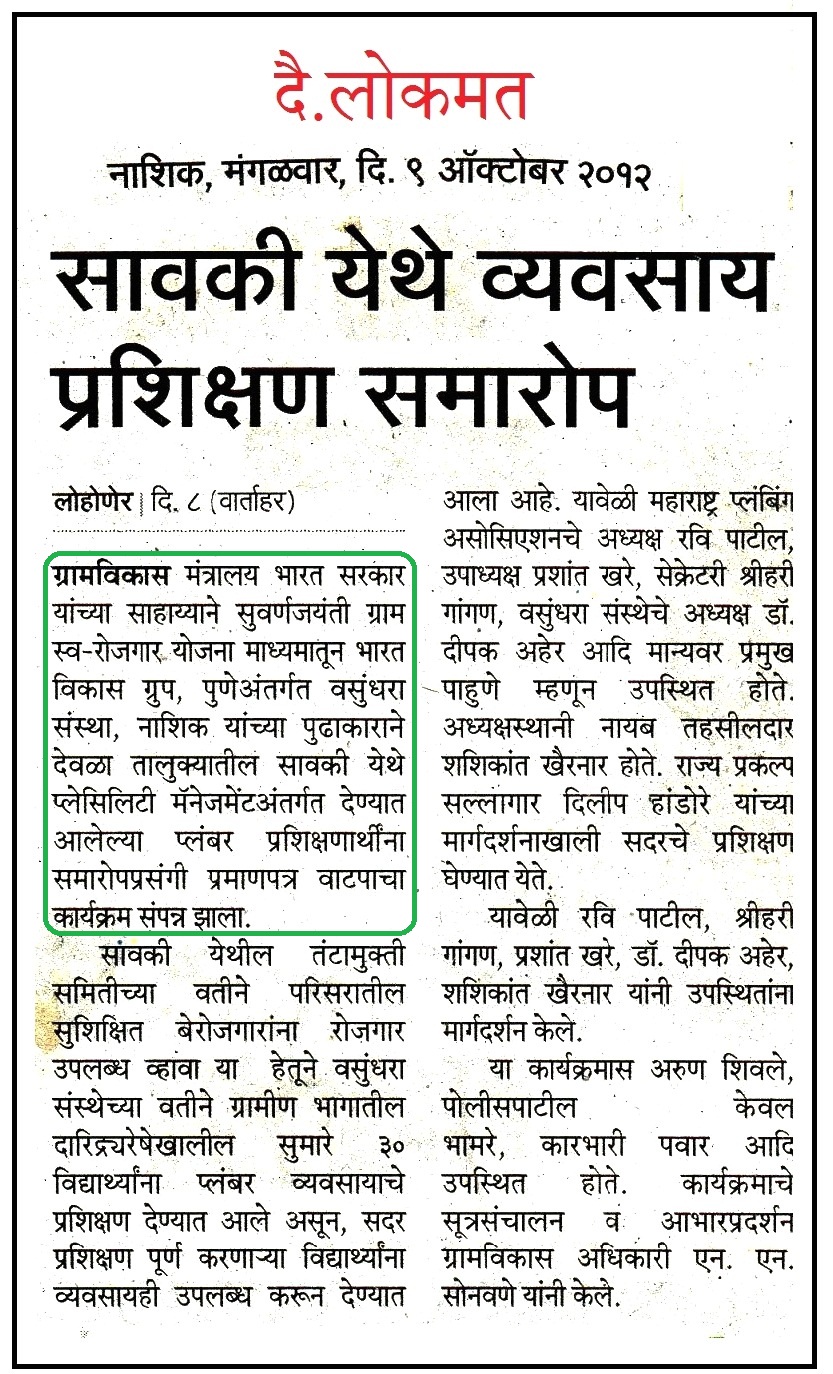 दै.लोकमत
नाशिक, मंगळवार, दि. ९ ऑक्टोबर २०१२
सावकी येथे व्यवसाय
प्रशिक्षण समारोप
लोहोणेर | दि. ८ (वार्ताहर)
ग्रामविकास मंत्रालय भारत सरकार
यांच्या साहाय्याने सुवर्णजयंती ग्राम
स्व-रोजगार योजना माध्यमातून भारत
विकास ग्रुप, पुणेअंतर्गत वसुंधरा
संस्था, नाशिक यांच्या पुढाकाराने
देवळा तालुक्यातील सावकी येथे
प्लेसिलिटी मॅनेजमेंटअंतर्गत देण्यात
आलेल्या प्लंबर प्रशिक्षणार्थींना
समारोपप्रसंगी प्रमाणपत्र वाटपाचा
कार्यक्रम संपन्न झाला.
सांवकी येथील तंटामुक्ती
समितीच्या वतीने परिसरातील
सुशिक्षित बेरोजगारांना रोजगार
उपलब्ध व्हावा या हेतूने वसुंधरा
संस्थेच्या वतीने ग्रामीण भागातील
दारिद्र्यरेषेखालील सुमारे ३०
विद्यार्थ्यांना प्लंबर व्यवसायाचे
प्रशिक्षण देण्यात आले असून, सदर
प्रशिक्षण पूर्ण करणाऱ्या विद्यार्थ्यांना
व्यवसायही उपलब्ध करून देण्यात
आला आहे. यावेळी महाराष्ट्र प्लंबिंग
असोसिएशनचे अध्यक्ष रवि पाटील,
उपाध्यक्ष प्रशांत खरे, सेक्रेटरी श्रीहरी
गांगण, वसुंधरा संस्थेचे अध्यक्ष डॉ.
दीपक अहेर आदि मान्यवर प्रमुख
पाहुणे म्हणून उपस्थित होते.
अध्यक्षस्थानी नायब तहसीलदार
शशिकांत खैरनार होते. राज्य प्रकल्प
सल्लागार दिलीप हांडोरे यांच्या
मार्गदर्शनाखाली सदरचे प्रशिक्षण
घेण्यात येते.
यावेळी रवि पाटील, श्रीहरी
गांगण, प्रशांत खरे, डॉ. दीपक अहेर,
शशिकांत खैरनार यांनी उपस्थितांना
मार्गदर्शन केले.
या कार्यक्रमास अरुण शिवले,
पोलीसपाटील केवल
भामरे, कारभारी पवार आदि
उपस्थित होते. कार्यक्रमाचे
सूत्रसंचालन व आभारप्रदर्शन
ग्रामविकास अधिकारी एन. एन.
सोनवणे यांनी केले.